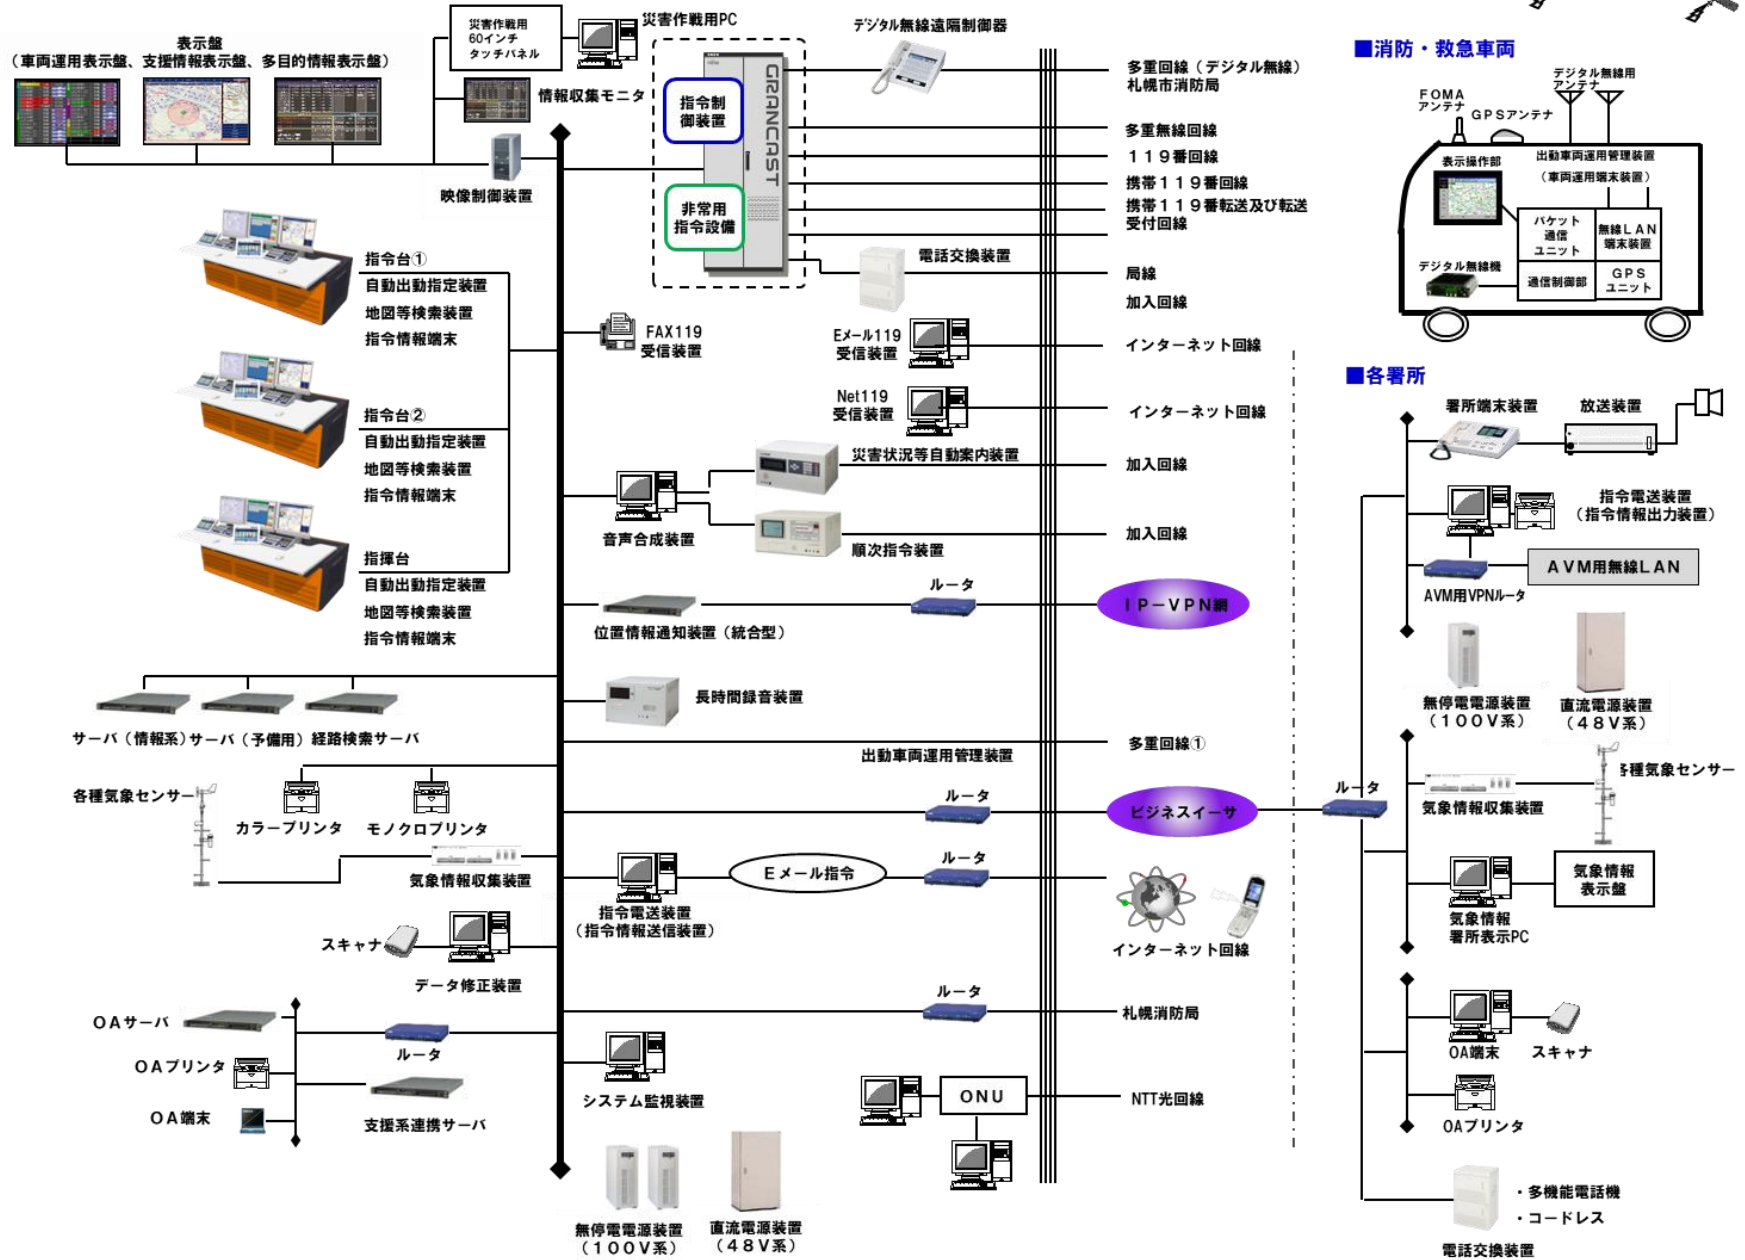 表示盤
（車両運用表示盤、支援情報表示盤、多目的情報表示盤）
災害作戦用
60インチ
タッチパネル
災害作戦用PC
情報収集モニタ
映像制御装置
指令制
御装置
非常用
指令設備
GRANCAST
デジタル無線遠隔制御器
多重回線（デジタル無線）
札幌市消防局
多重無線回線
１１９番回線
携帯１１９番回線
携帯１１９番転送及び転送
受付回線
電話交換装置
局線
加入回線
指令台①
自動出動指定装置
地図等検索装置
指令情報端末
指令台②
自動出動指定装置
地図等検索装置
指令情報端末
指揮台
自動出動指定装置
地図等検索装置
指令情報端末
FAX119
受信装置
Eメール119
受信装置
インターネット回線
Net119
受信装置
インターネット回線
災害状況等自動案内装置
加入回線
音声合成装置
順次指令装置
加入回線
ルータ
ＩＰ－ＶＰＮ網
位置情報通知装置（統合型）
長時間録音装置
サーバ（情報系）
サーバ（予備用）
経路検索サーバ
出動車両運用管理装置
多重回線①
各種気象センサー
カラープリンタ
モノクロプリンタ
ルータ
ビジネスイーサ
ルータ
気象情報収集装置
Ｅメール指令
ルータ
指令電送装置
（指令情報送信装置）
インターネット回線
スキャナ
データ修正装置
ルータ
札幌消防局
ＯＡサーバ
ルータ
ＯＡプリンタ
ＯＡ端末
支援系連携サーバ
システム監視装置
ＯＮＵ
NTT光回線
無停電電源装置
（１００Ｖ系）
直流電源装置
（４８Ｖ系）
■消防・救急車両
デジタル無線用
アンテナ
ＦＯＭＡ
アンテナ
ＧＰＳアンテナ
表示操作部
出動車両運用管理装置
（車両運用端末装置）
パケット
通信
ユニット
無線ＬＡＮ
端末装置
デジタル無線機
通信制御部
ＧＰＳ
ユニット
■各署所
署所端末装置
放送装置
指令電送装置
（指令情報出力装置）
ＡＶＭ用無線ＬＡＮ
AVM用VPNルータ
無停電電源装置
（１００Ｖ系）
直流電源装置
（４８Ｖ系）
各種気象センサー
気象情報収集装置
気象情報
表示盤
気象情報
署所表示PC
OA端末
スキャナ
OAプリンタ
・多機能電話機
・コードレス
電話交換装置